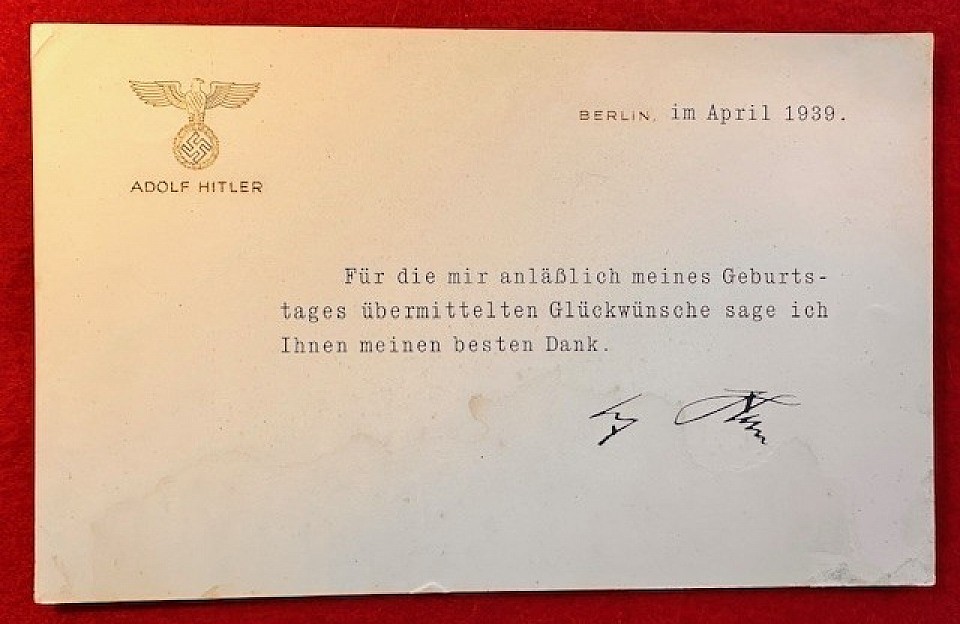 BERLIN, im April 1939.
ADOLF HITLER
Für die mir anläßlich meines Geburts-
tages übermittelten Glückwünsche sage ich
Ihnen meinen besten Dank.